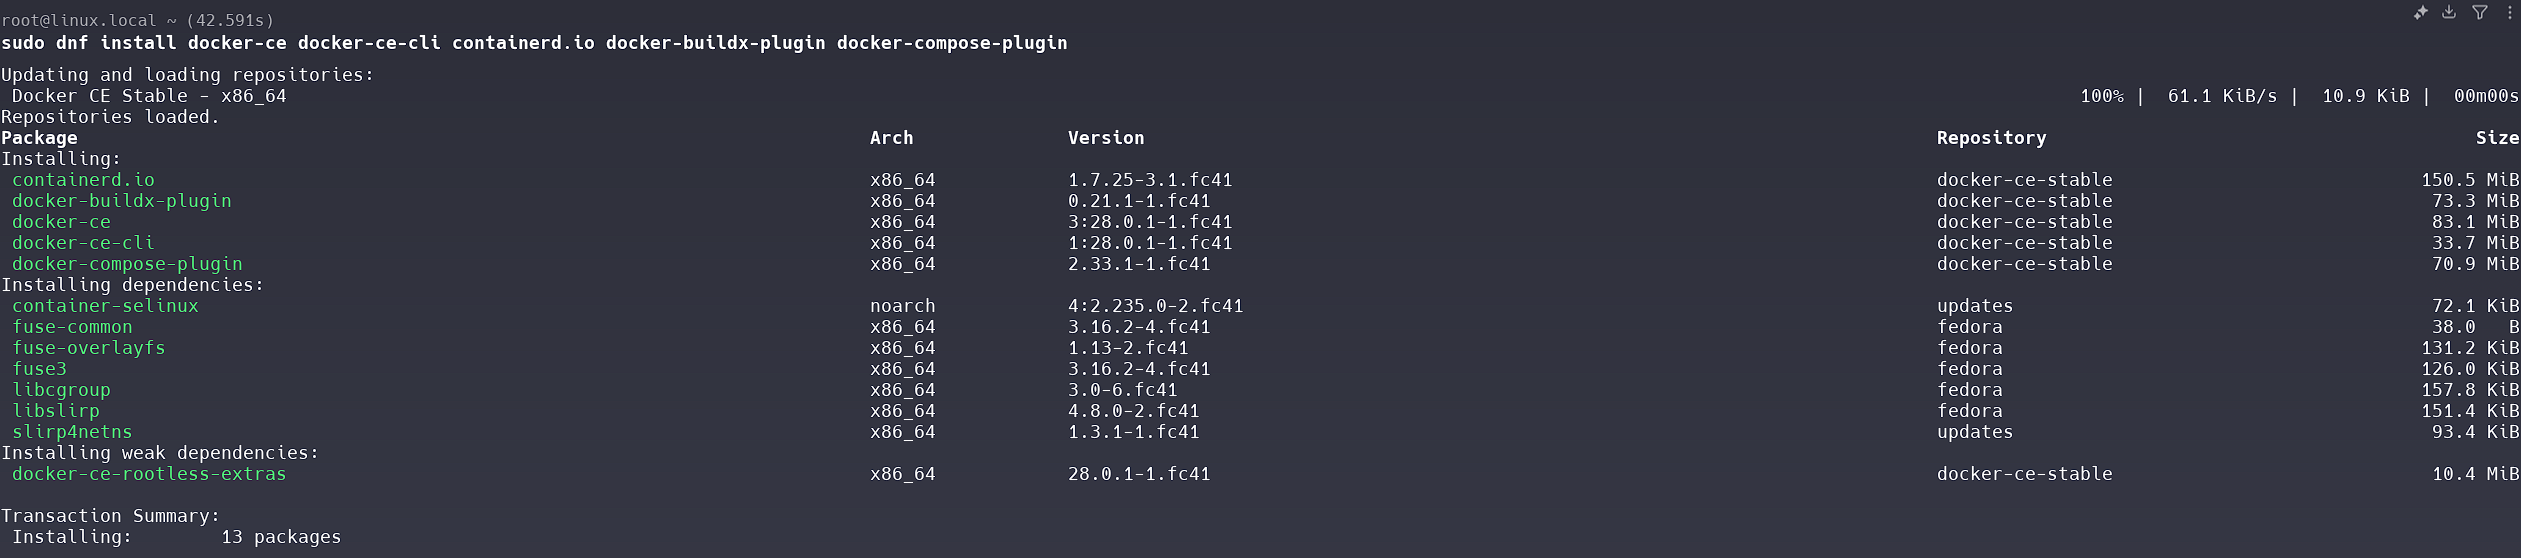 root@linux.local ~ (42.591s)
sudo dnf install docker-ce docker-ce-cli containerd.io docker-buildx-plugin docker-compose-plugin
Updating and loading repositories:
 Docker CE Stable - x86_64 100% | 61.1 KiB/s | 10.9 KiB | 00m00s
Repositories loaded.
Package Arch Version Repository Size
Installing:
 containerd.io x86_64 1.7.25-3.1.fc41 docker-ce-stable 150.5 MiB
 docker-buildx-plugin x86_64 0.21.1-1.fc41 docker-ce-stable 73.3 MiB
 docker-ce x86_64 3:28.0.1-1.fc41 docker-ce-stable 83.1 MiB
 docker-ce-cli x86_64 1:28.0.1-1.fc41 docker-ce-stable 33.7 MiB
 docker-compose-plugin x86_64 2.33.1-1.fc41 docker-ce-stable 70.9 MiB
Installing dependencies:
 container-selinux noarch 4:2.235.0-2.fc41 updates 72.1 KiB
 fuse-common x86_64 3.16.2-4.fc41 fedora 38.0 B
 fuse-overlayfs x86_64 1.13-2.fc41 fedora 131.2 KiB
 fuse3 x86_64 3.16.2-4.fc41 fedora 126.0 KiB
 libcgroup x86_64 3.0-6.fc41 fedora 157.8 KiB
 libslirp x86_64 4.8.0-2.fc41 fedora 151.4 KiB
 slirp4netns x86_64 1.3.1-1.fc41 updates 93.4 KiB
Installing weak dependencies:
 docker-ce-rootless-extras x86_64 28.0.1-1.fc41 docker-ce-stable 10.4 MiB
Transaction Summary:
 Installing: 13 packages